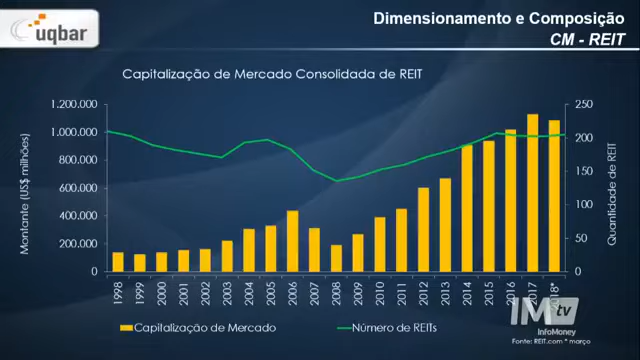 uqbar
Dimensionamento e Composição
CM - REIT
Capitalização de Mercado Consolidada de REIT
Montante (US$ milhões)
1.200.000
1.000.000
800.000
600.000
400.000
200.000
0
250
200
150
100
50
0
Quantidade de REIT
1998 1999 2000 2001 2002 2003 2004 2005 2006 2007 2008 2009 2010 2011 2012 2013 2014 2015 2016 2017 2018*
Capitalização de Mercado Número de REITs
IM tv
InfoMoney
Fonte: REIT.com * março